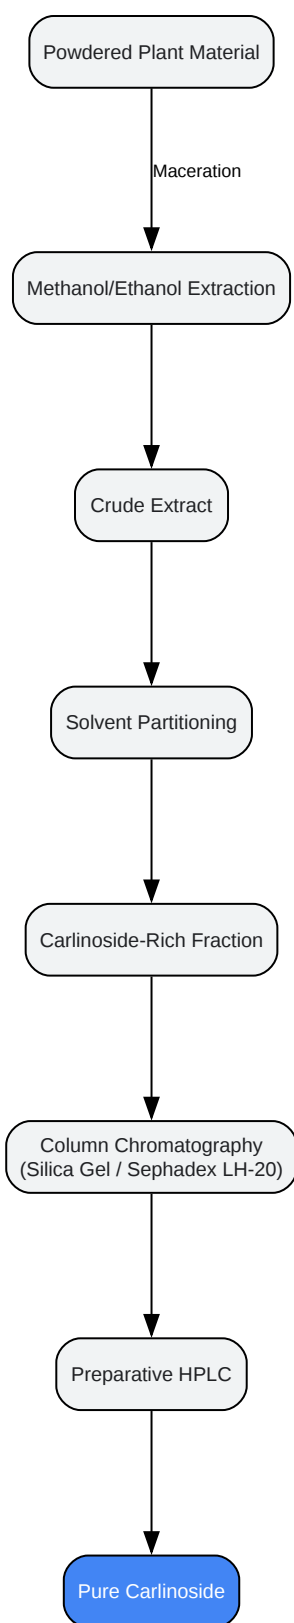 Powdered Plant Material
Maceration
Methanol/Ethanol Extraction
Crude Extract
Solvent Partitioning
Carlinoside-Rich Fraction
Column Chromatography
(Silica Gel / Sephadex LH-20)
Preparative HPLC
Pure Carlinoside